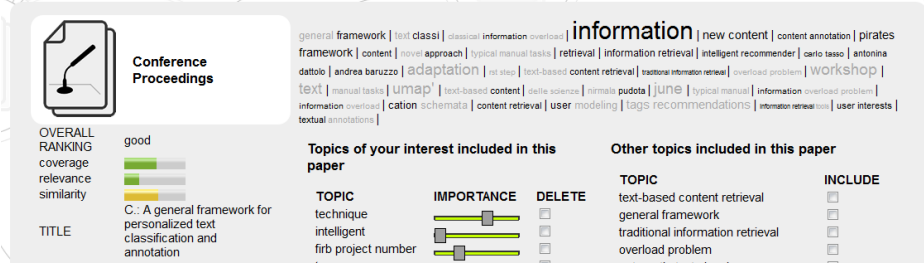 Conference
Proceedings
general framework | text classi | classical information overload | information | new content | content annotation | pirates
framework | content | novel approach | typical manual tasks | retrieval | information retrieval | intelligent recommender | carlo tasso | antonina
dattolo | andrea baruzzo | adaptation | rst step | text-based content retrieval | traditional information retrieval | overload problem | workshop |
text | manual tasks | umap' | text-based content | delle scienze | nirmala pudota | june | typical manual | information overload problem |
information overload | cation schemata | content retrieval | user modeling | tags recommendations | information retrieval tools | user interests |
textual annotations |
OVERALL
RANKING
good
coverage
relevance
similarity
TITLE
C.: A general framework for
personalized text
classification and
annotation
Topics of your interest included in this
paper
TOPIC IMPORTANCE DELETE
technique
intelligent
firb project number
Other topics included in this paper
TOPIC INCLUDE
text-based content retrieval
general framework
traditional information retrieval
overload problem